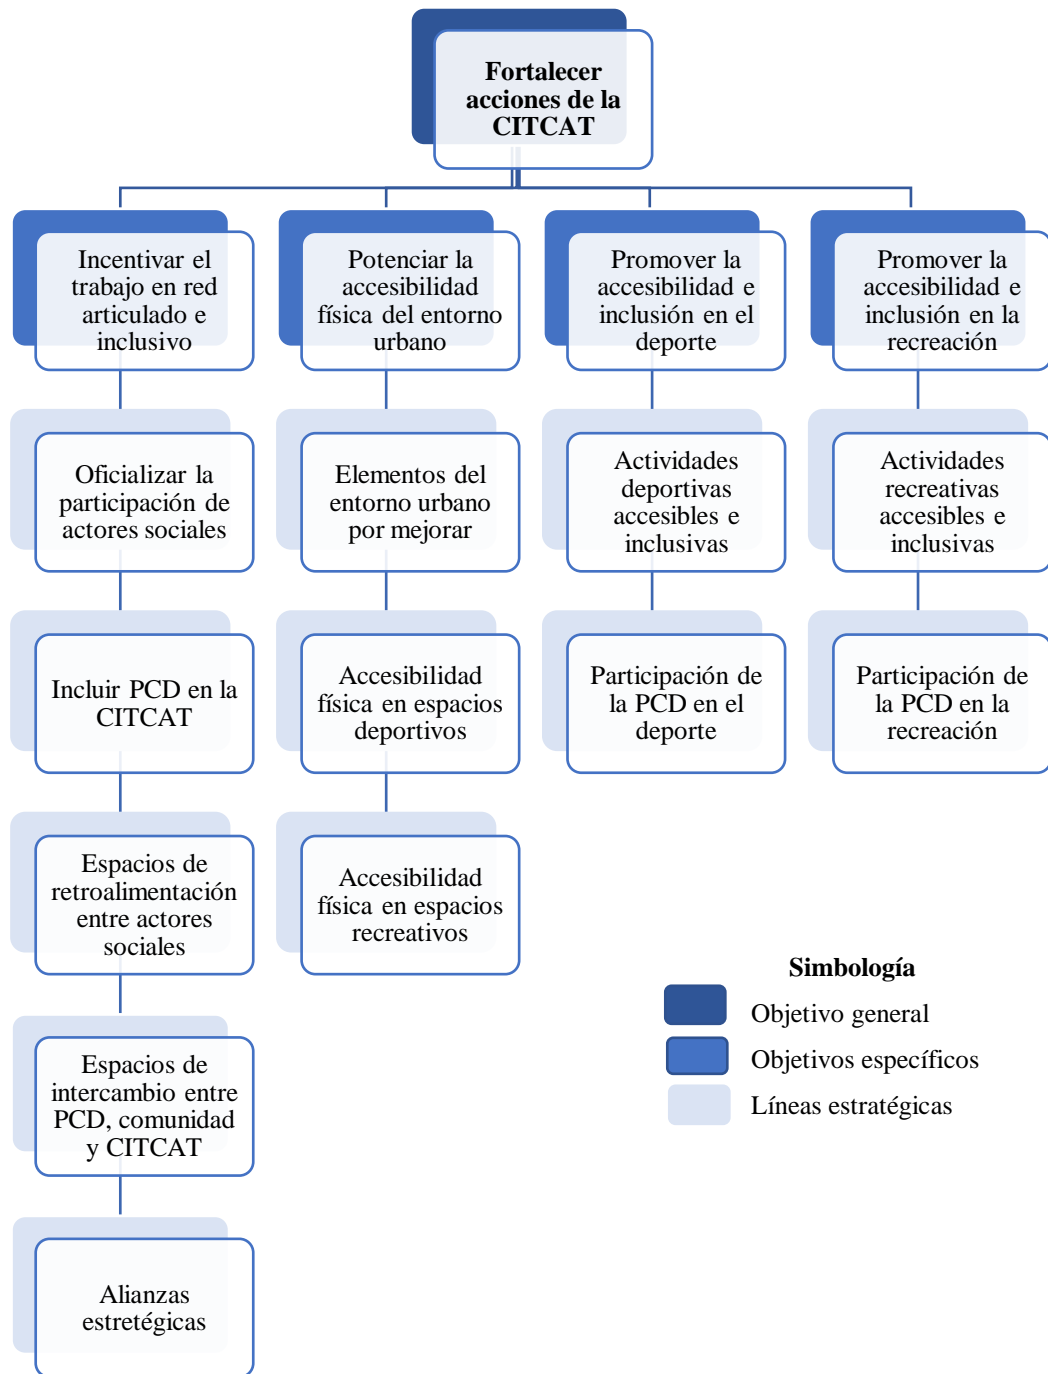 Fortalecer
acciones de la
CITCAT
Incentivar el
trabajo en red
articulado e
inclusivo
Potenciar la
accesibilidad
física del entorno
urbano
Promover la
accesibilidad e
inclusión en el
deporte
Promover la
accesibilidad e
inclusión en la
recreación
Oficializar la
participación de
actores sociales
Elementos del
entorno urbano
por mejorar
Actividades
deportivas
accesibles e
inclusivas
Actividades
recreativas
accesibles e
inclusivas
Incluir PCD en la
CITCAT
Accesibilidad
física en espacios
deportivos
Participación de
la PCD en el
deporte
Participación de
la PCD en la
recreación
Espacios de
retroalimentación
entre actores
sociales
Accesibilidad
física en espacios
recreativos
Espacios de
intercambio entre
PCD, comunidad
y CITCAT
Alianzas
estretégicas
Simbología
Objetivo general
Objetivos específicos
Líneas estratégicas